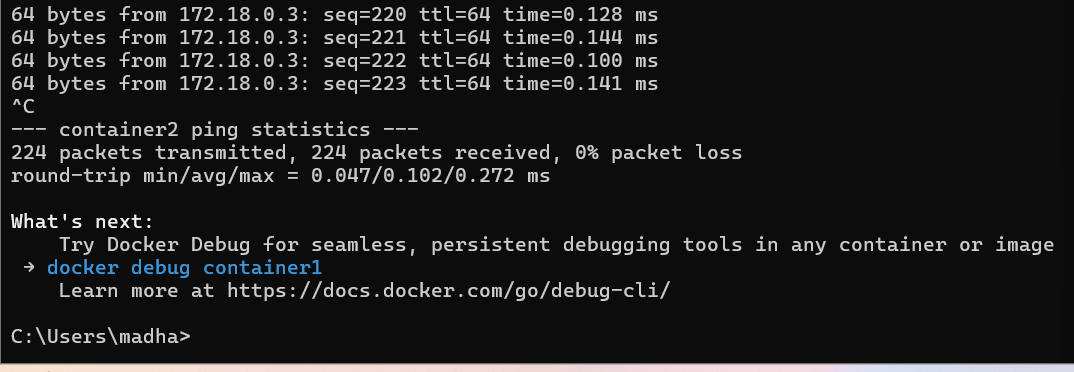 64 bytes from 172.18.0.3: seq=220 ttl=64 time=0.128 ms
64 bytes from 172.18.0.3: seq=221 ttl=64 time=0.144 ms
64 bytes from 172.18.0.3: seq=222 ttl=64 time=0.100 ms
64 bytes from 172.18.0.3: seq=223 ttl=64 time=0.141 ms
^C
--- container2 ping statistics ---
224 packets transmitted, 224 packets received, 0% packet loss
round-trip min/avg/max = 0.047/0.102/0.272 ms
What's next:
Try Docker Debug for seamless, persistent debugging tools in any container or image
→ docker debug container1
Learn more at https://docs.docker.com/go/debug-cli/
C:\Users\madha>